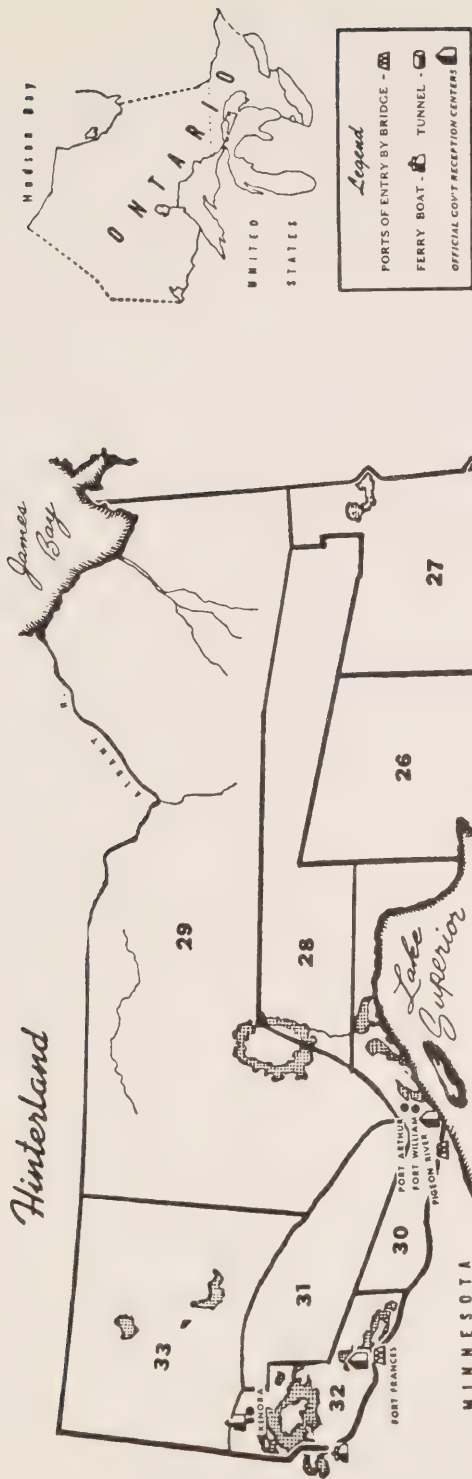 Hinterland
Hudson Bay
ONTARIO
UNITED
STATES
James
Bay
ALBANY R.
33
29
31
28
32
30
26
27
KENORA
FORT FRANCES
PORT ARTHUR
FORT WILLIAM
PIGEON RIVER
Lake
Superior
MINNESOTA
Legend
PORTS OF ENTRY BY BRIDGE -
FERRY BOAT - TUNNEL -
OFFICIAL GOV'T RECEPTION CENTERS